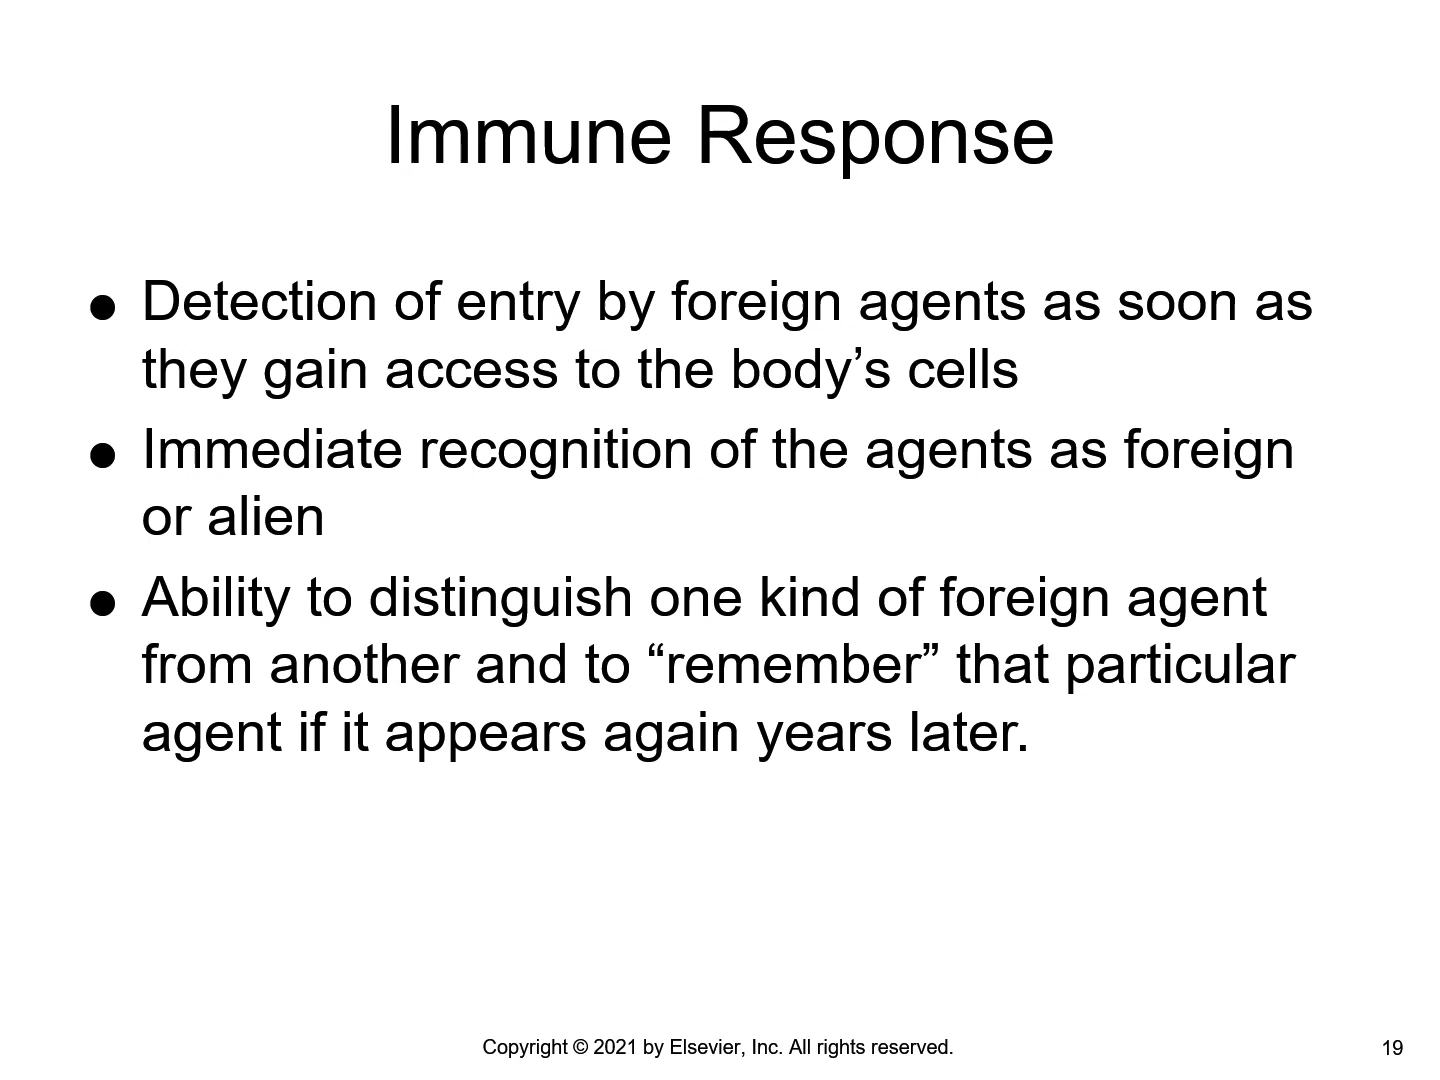 Immune Response
● Detection of entry by foreign agents as soon as
they gain access to the body’s cells
● Immediate recognition of the agents as foreign
or alien
● Ability to distinguish one kind of foreign agent
from another and to “remember” that particular
agent if it appears again years later.
Copyright © 2021 by Elsevier, Inc. All rights reserved.
19